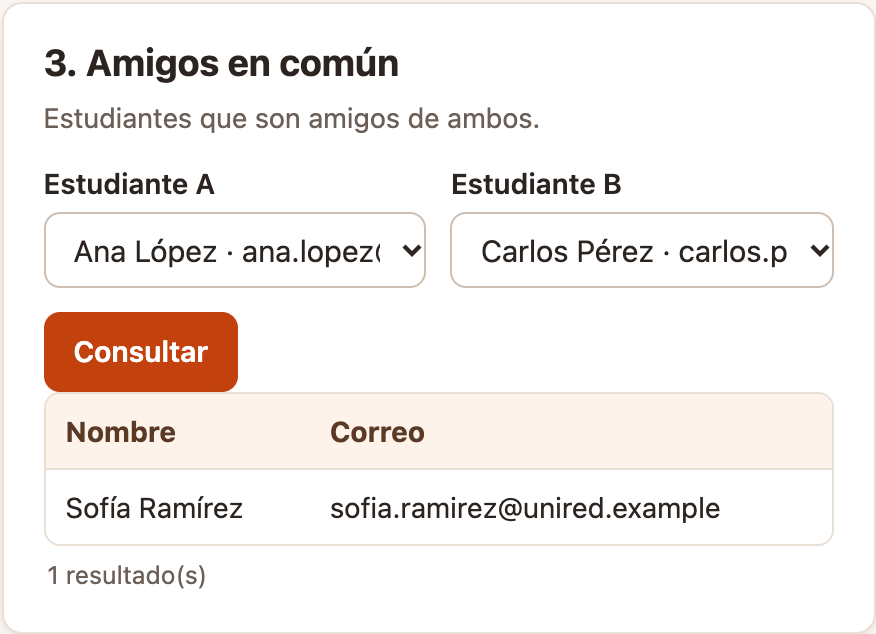 3. Amigos en común
Estudiantes que son amigos de ambos.
Estudiante A
Estudiante B
Ana López · ana.lopez
Carlos Pérez · carlos.p
Consultar
Nombre Correo
Sofía Ramírez sofia.ramirez@unired.example
1 resultado(s)